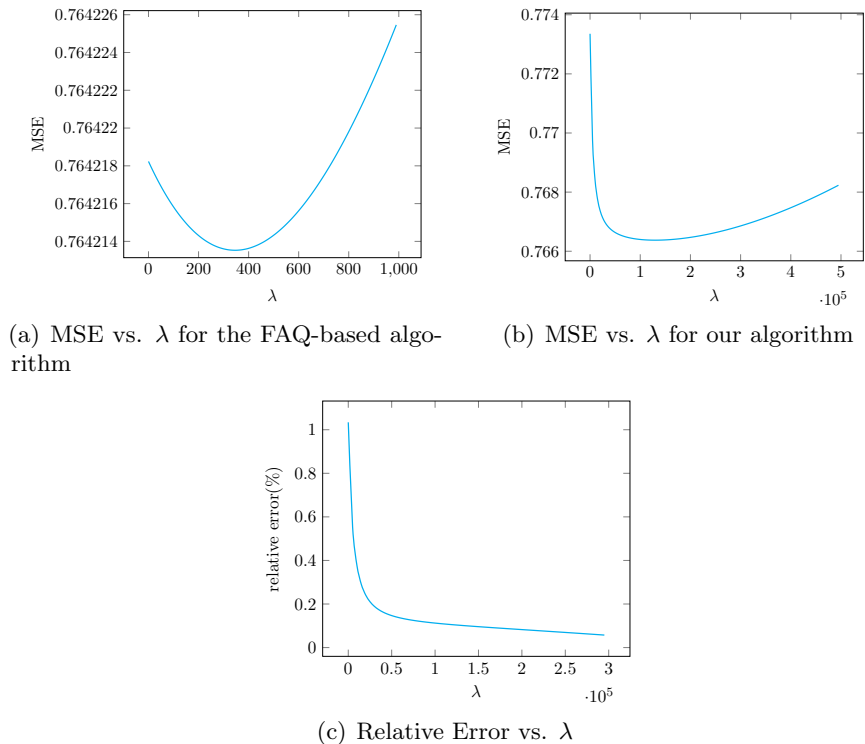 0.764226
0.764224
0.764222
0.76422
0.764218
0.764216
0.764214
MSE
0 200 400 600 800 1,000
λ
(a) MSE vs. λ for the FAQ-based algo-
rithm
0.774
0.772
0.77
0.768
0.766
MSE
0 1 2 3 4 5
λ
·10⁵
(b) MSE vs. λ for our algorithm
1
0.8
0.6
0.4
0.2
0
relative error(%)
0 0.5 1 1.5 2 2.5 3
λ
·10⁵
(c) Relative Error vs. λ